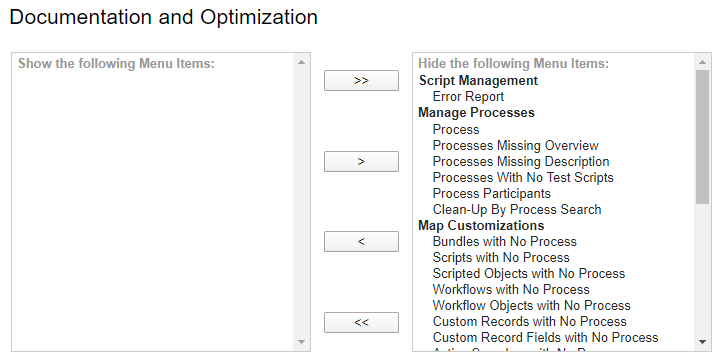 Documentation and Optimization
Show the following Menu Items:
>>
>
<
<<
Hide the following Menu Items:
Script Management
Error Report
Manage Processes
Process
Processes Missing Overview
Processes Missing Description
Processes With No Test Scripts
Process Participants
Clean-Up By Process Search
Map Customizations
Bundles with No Process
Scripts with No Process
Scripted Objects with No Process
Workflows with No Process
Workflow Objects with No Process
Custom Records with No Process
Custom Record Fields with No Process